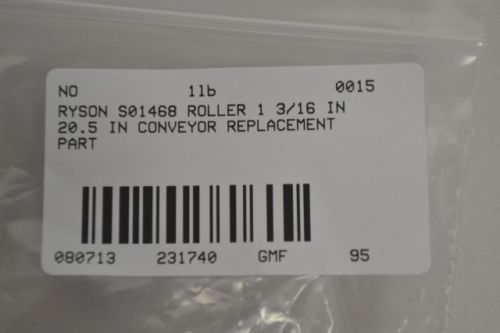 NO 1lb 0015
RYSON S01468 ROLLER 1 3/16 IN
20.5 IN CONVEYOR REPLACEMENT
PART
080713 231740 GMF 95